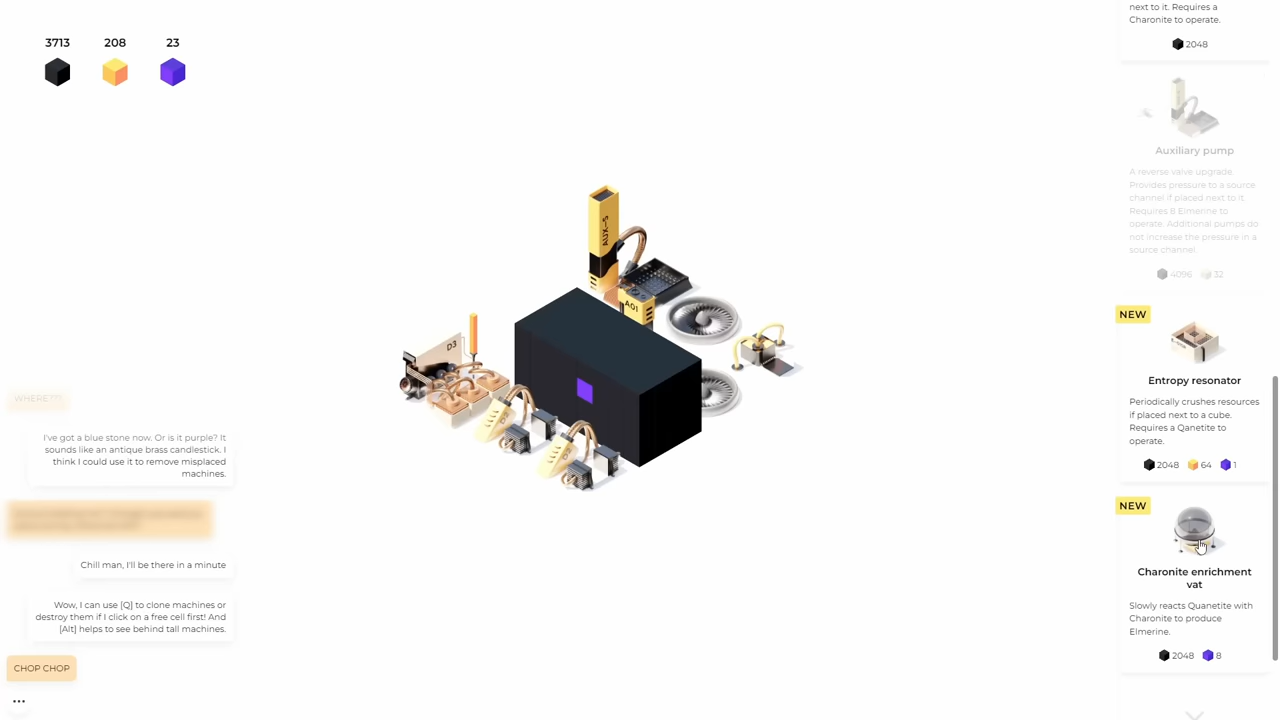 3713 208 23
next to it. Requires a
Charonite to operate.
2048
Auxiliary pump
A reverse valve upgrade.
Provides pressure to a source
channel if placed next to it
Requires 8 Elmerine to
operate. Additional pumps do
not increase the pressure in a
source channel
4096 32
NEW
Entropy resonator
Periodically crushes resources
if placed next to a cube.
Requires a Qanetite to
operate.
2048 64 1
NEW
Charonite enrichment
vat
Slowly reacts Quanetite with
Charonite to produce
Elmerine.
2048 8
AUX-S
A01
D3
WHERE???
I've got a blue stone now. Or is it purple? It
sounds like an antique brass candlestick. I
think I could use it to remove misplaced
machines.
Chill man, I'll be there in a minute
Wow, I can use [Q] to clone machines or
destroy them if I click on a free cell first! And
[Alt] helps to see behind tall machines.
CHOP CHOP
...